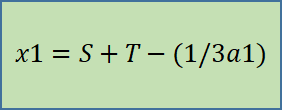 x1 = S + T − (1/3a1)